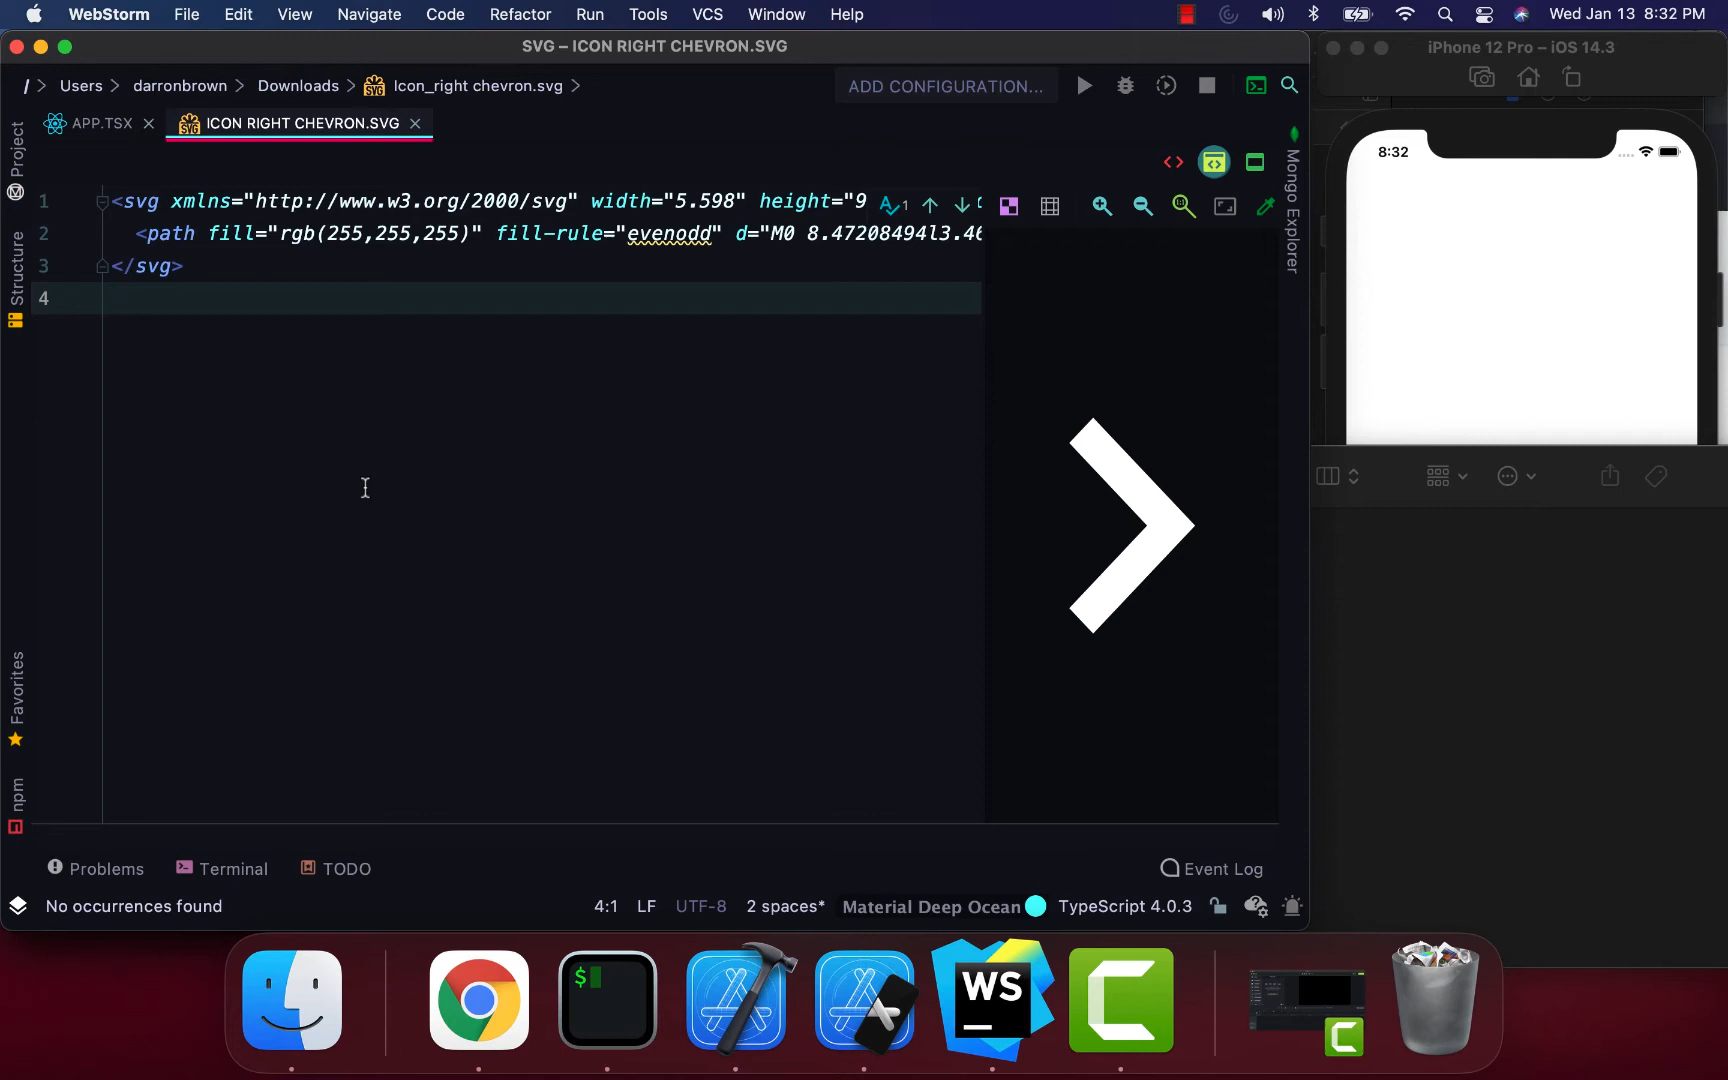 WebStorm File Edit View Navigate Code Refactor Run Tools VCS Window Help Wed Jan 13 8:32 PM
SVG – ICON RIGHT CHEVRON.SVG
/ Users darronbrown Downloads Icon_right chevron.svg ADD CONFIGURATION...
APP.TSX ICON RIGHT CHEVRON.SVG
1 <svg xmlns="http://www.w3.org/2000/svg" width="5.598" height="9
1
2 <path fill="rgb(255,255,255)" fill-rule="evenodd" d="M0 8.47208494l3.46
3 </svg>
4
Project
Structure
Favorites
npm
Mongo Explorer
Problems Terminal TODO Event Log
No occurrences found 4:1 LF UTF-8 2 spaces* Material Deep Ocean TypeScript 4.0.3
iPhone 12 Pro – iOS 14.3
8:32
$
WS